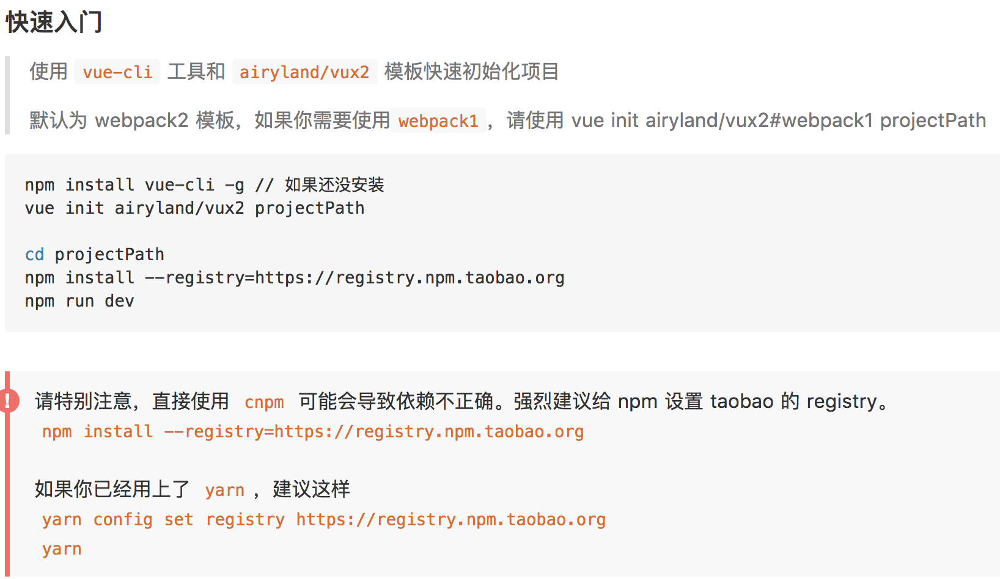 快速入门
使用 vue-cli 工具和 airyland/vux2 模板快速初始化项目
默认为 webpack2 模板，如果你需要使用 webpack1 ，请使用 vue init airyland/vux2#webpack1 projectPath
npm install vue-cli -g // 如果还没安装
vue init airyland/vux2 projectPath
cd projectPath
npm install --registry=https://registry.npm.taobao.org
npm run dev
请特别注意，直接使用 cnpm 可能会导致依赖不正确。强烈建议给 npm 设置 taobao 的 registry。
npm install --registry=https://registry.npm.taobao.org
如果你已经用上了 yarn ，建议这样
yarn config set registry https://registry.npm.taobao.org
yarn